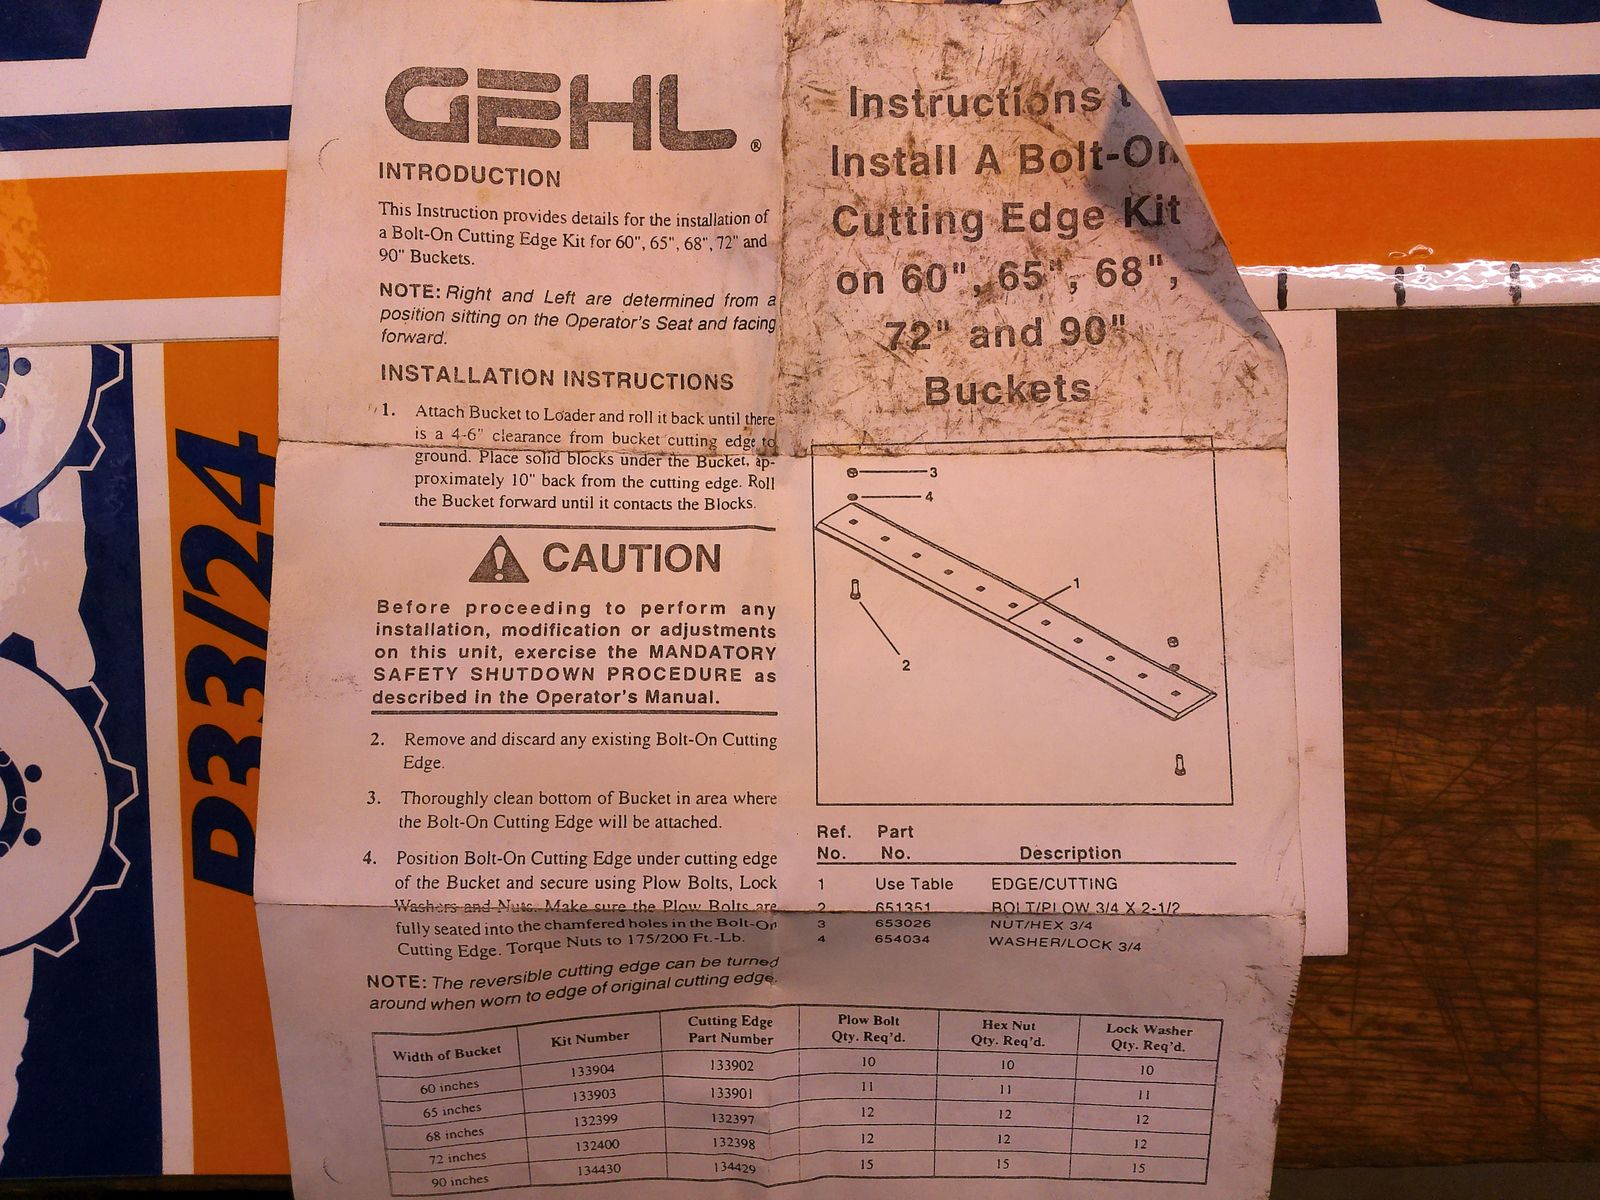 GEHL®
INTRODUCTION
This Instruction provides details for the installation of
a Bolt-On Cutting Edge Kit for 60", 65", 68", 72" and
90" Buckets.
NOTE: Right and Left are determined from a
position sitting on the Operator's Seat and facing
forward.
INSTALLATION INSTRUCTIONS
1. Attach Bucket to Loader and roll it back until there
is a 4-6" clearance from bucket cutting edge to
ground. Place solid blocks under the Bucket, ap-
proximately 10" back from the cutting edge. Roll
the Bucket forward until it contacts the Blocks.
CAUTION
Before proceeding to perform any
installation, modification or adjustments
on this unit, exercise the MANDATORY
SAFETY SHUTDOWN PROCEDURE as
described in the Operator's Manual.
2. Remove and discard any existing Bolt-On Cutting
Edge.
3. Thoroughly clean bottom of Bucket in area where
the Bolt-On Cutting Edge will be attached.
4. Position Bolt-On Cutting Edge under cutting edge
of the Bucket and secure using Plow Bolts, Lock
Washers and Nuts. Make sure the Plow Bolts are
fully seated into the chamfered holes in the Bolt-On
Cutting Edge. Torque Nuts to 175/200 Ft.-Lb.
NOTE: The reversible cutting edge can be turned
around when worn to edge of original cutting edge.
Instructions t
Install A Bolt-On
Cutting Edge Kit
on 60", 65", 68",
72" and 90"
Buckets
3
4
1
2
Ref. Part
No. No. Description
1 Use Table EDGE/CUTTING
2 651351 BOLT/PLOW 3/4 X 2-1/2
3 653026 NUT/HEX 3/4
4 654034 WASHER/LOCK 3/4
Width of Bucket Kit Number Cutting Edge Part Number Plow Bolt Qty. Req'd. Hex Nut Qty. Req'd. Lock Washer Qty. Req'd.
60 inches 133904 133902 10 10 10
65 inches 133903 133901 11 11 11
68 inches 132399 132397 12 12 12
72 inches 132400 132398 12 12 12
90 inches 134430 134429 15 15 15
D33/24